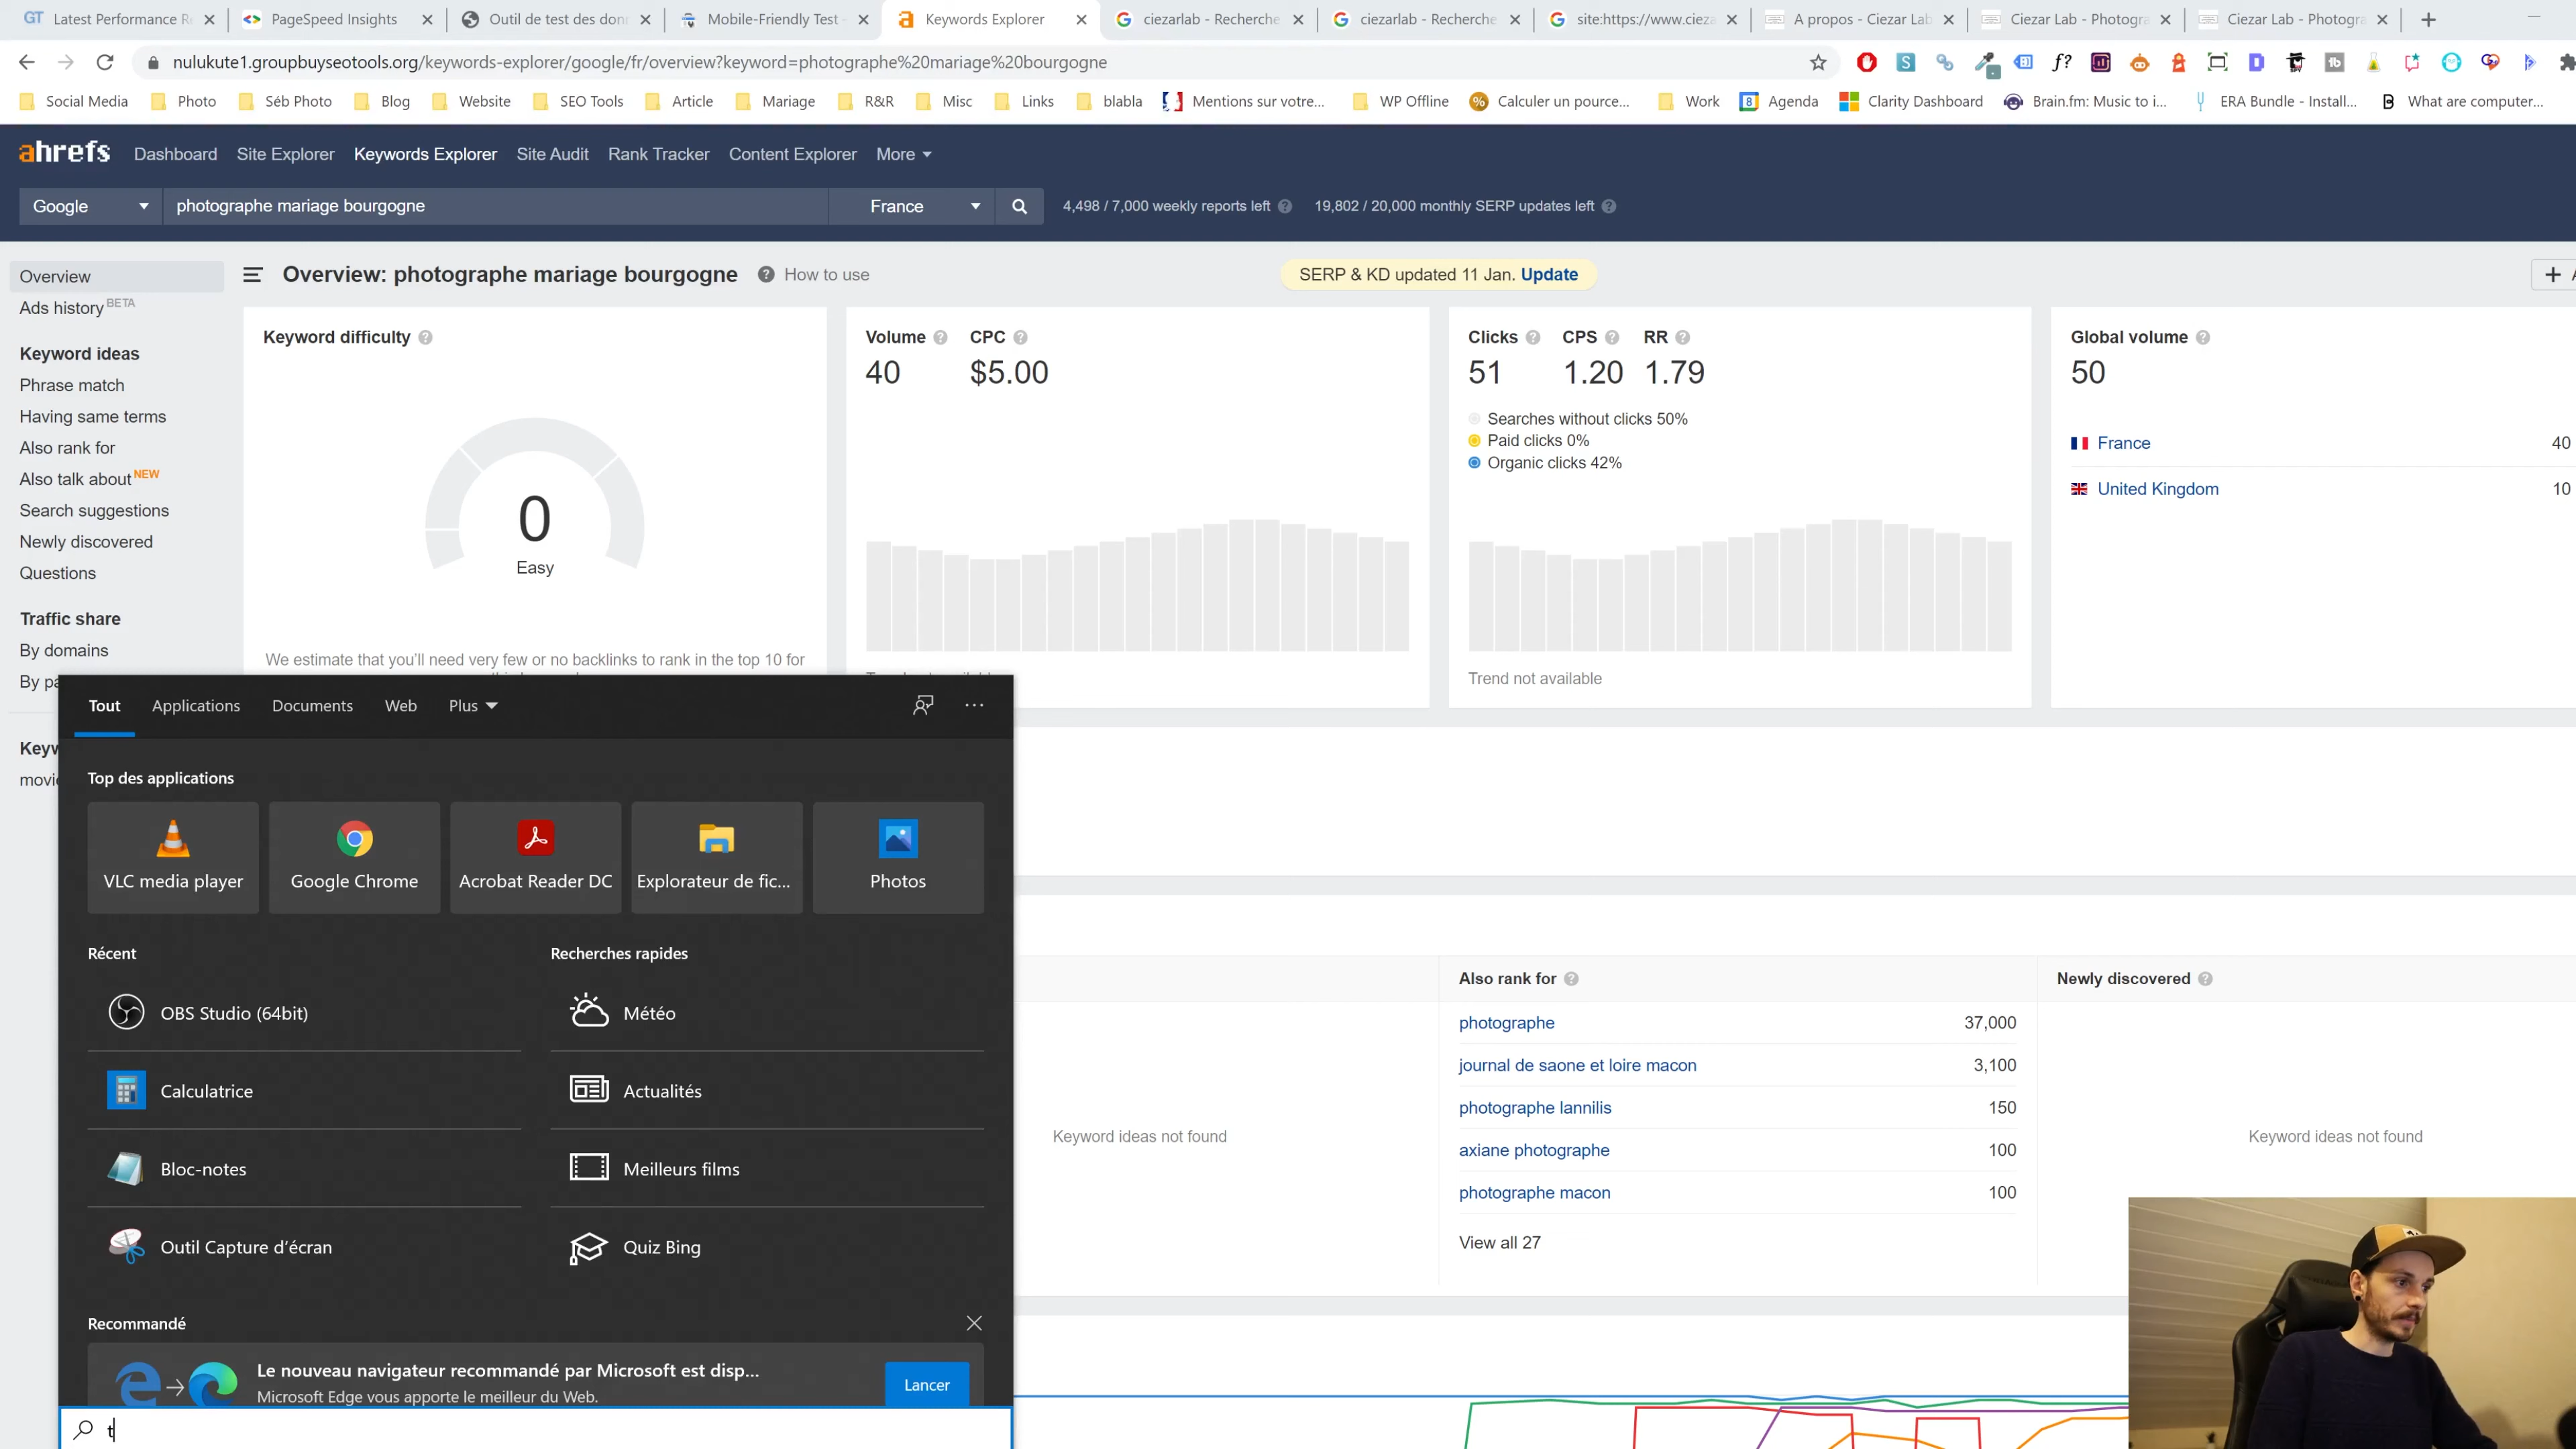 GT Latest Performance Re
PageSpeed Insights
Outil de test des don
Mobile-Friendly Test -
Keywords Explorer
ciezarlab - Recherche
ciezarlab - Recherche
site:https://www.cieza
A propos - Ciezar Lab
Ciezar Lab - Photogra
Ciezar Lab - Photogra
nulukute1.groupbuyseotools.org/keywords-explorer/google/fr/overview?keyword=photographe%20mariage%20bourgogne
Social Media
Photo
Séb Photo
Blog
Website
SEO Tools
Article
Mariage
R&R
Misc
Links
blabla
Mentions sur votre...
WP Offline
Calculer un pource...
Work
Agenda
Clarity Dashboard
Brain.fm: Music to i...
ERA Bundle - Install...
What are computer...
ahrefs
Dashboard
Site Explorer
Keywords Explorer
Site Audit
Rank Tracker
Content Explorer
More
Google
photographe mariage bourgogne
France
4,498 / 7,000 weekly reports left
19,802 / 20,000 monthly SERP updates left
Overview
Ads history BETA
Keyword ideas
Phrase match
Having same terms
Also rank for
Also talk about NEW
Search suggestions
Newly discovered
Questions
Traffic share
By domains
By pa
Keyw
movi
Overview: photographe mariage bourgogne
How to use
SERP & KD updated 11 Jan. Update
Keyword difficulty
0
Easy
We estimate that you'll need very few or no backlinks to rank in the top 10 for
Volume
CPC
40
$5.00
Clicks
CPS
RR
51
1.20
1.79
Searches without clicks 50%
Paid clicks 0%
Organic clicks 42%
Trend not available
Global volume
50
France 40
United Kingdom 10
Tout
Applications
Documents
Web
Plus
Top des applications
VLC media player
Google Chrome
Acrobat Reader DC
Explorateur de fic...
Photos
Récent
OBS Studio (64bit)
Calculatrice
Bloc-notes
Outil Capture d'écran
Recherches rapides
Météo
Actualités
Meilleurs films
Quiz Bing
Recommandé
Le nouveau navigateur recommandé par Microsoft est disp...
Microsoft Edge vous apporte le meilleur du Web.
Lancer
t
Keyword ideas not found
Also rank for
photographe 37,000
journal de saone et loire macon 3,100
photographe lannilis 150
axiane photographe 100
photographe macon 100
View all 27
Newly discovered
Keyword ideas not found